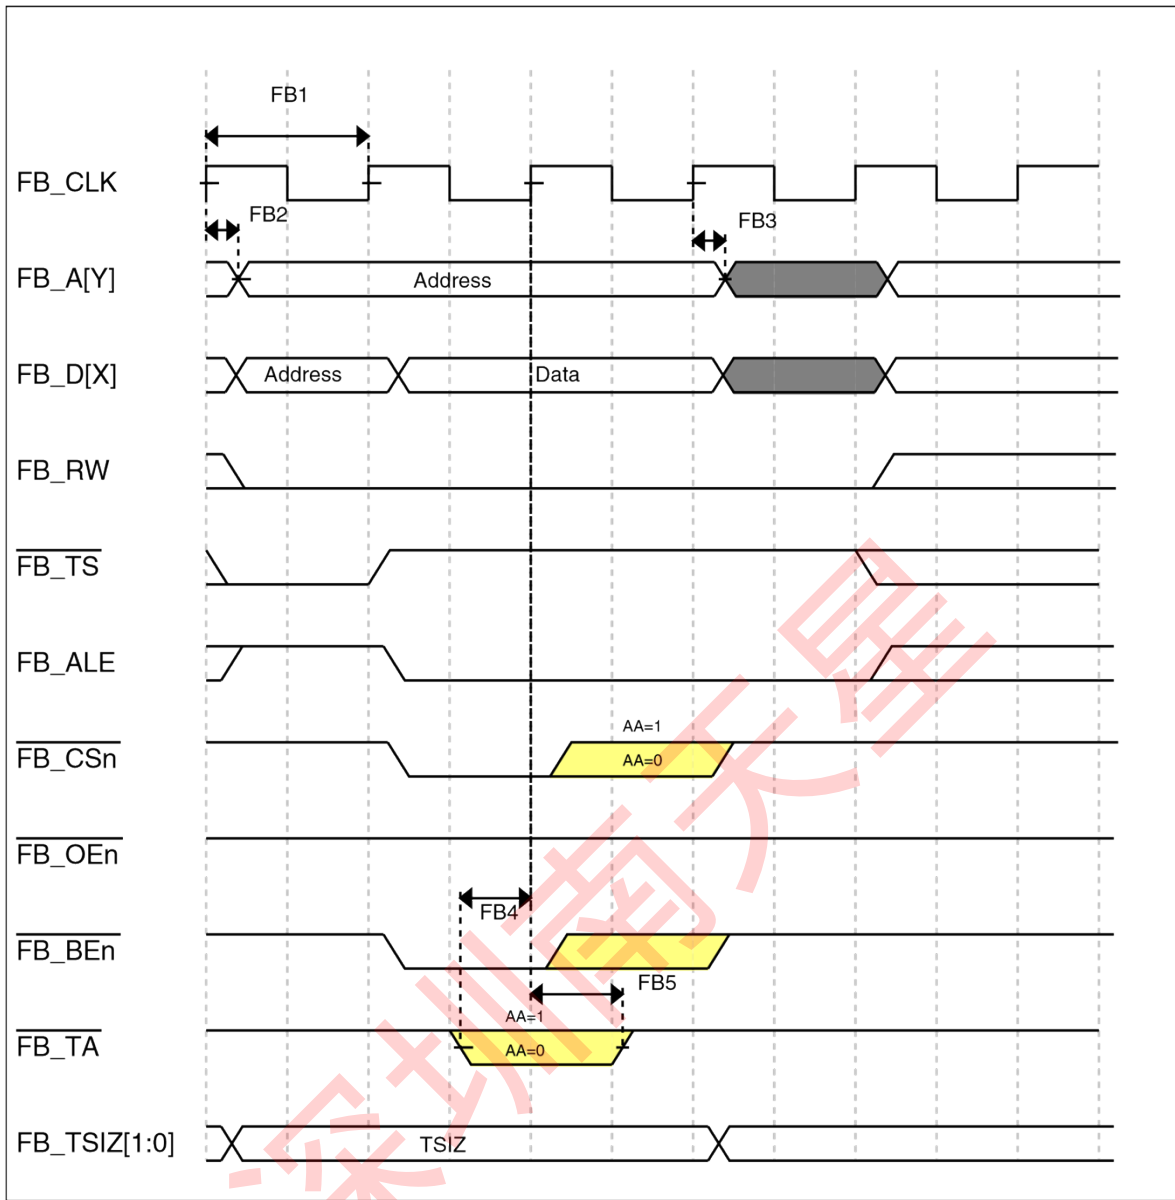 FB1
FB_CLK
FB2
FB3
FB_A[Y]
Address
FB_D[X]
Address
Data
FB_RW
FB_TS
FB_ALE
AA=1
FB_CSn
AA=0
FB_OEn
FB4
FB_BEn
FB5
AA=1
FB_TA
AA=0
FB_TSIZ[1:0]
TSIZ
深圳南天星